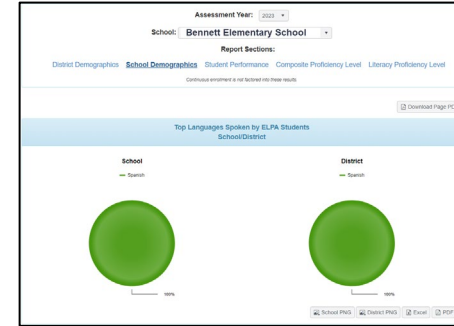 Assessment Year: 2023
School: Bennett Elementary School
Report Sections:
District Demographics School Demographics Student Performance Composite Proficiency Level Literacy Proficiency Level
Continuous enrollment is not factored into these results
Download Page PD
Top Languages Spoken by ELPA Students
School/District
School District
Spanish Spanish
100% 100%
School PNG District PNG Excel PDF